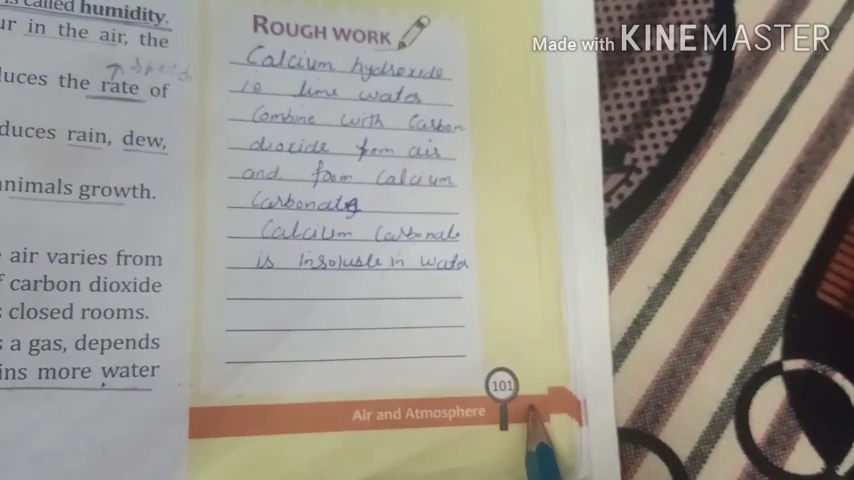 is called humidity.
ur in the air, the
speed
uces the rate of
duces rain, dew,
animals growth.
air varies from
f carbon dioxide
s closed rooms.
s a gas, depends
ins more water
ROUGH WORK
Calcium hydroxide
ie lime water
Combine with Carbon
dioxide from air
and form Calcium
Carbonate
Calcium Carbonate
is insoluble in water
101
Air and Atmosphere
Made with KINEMASTER